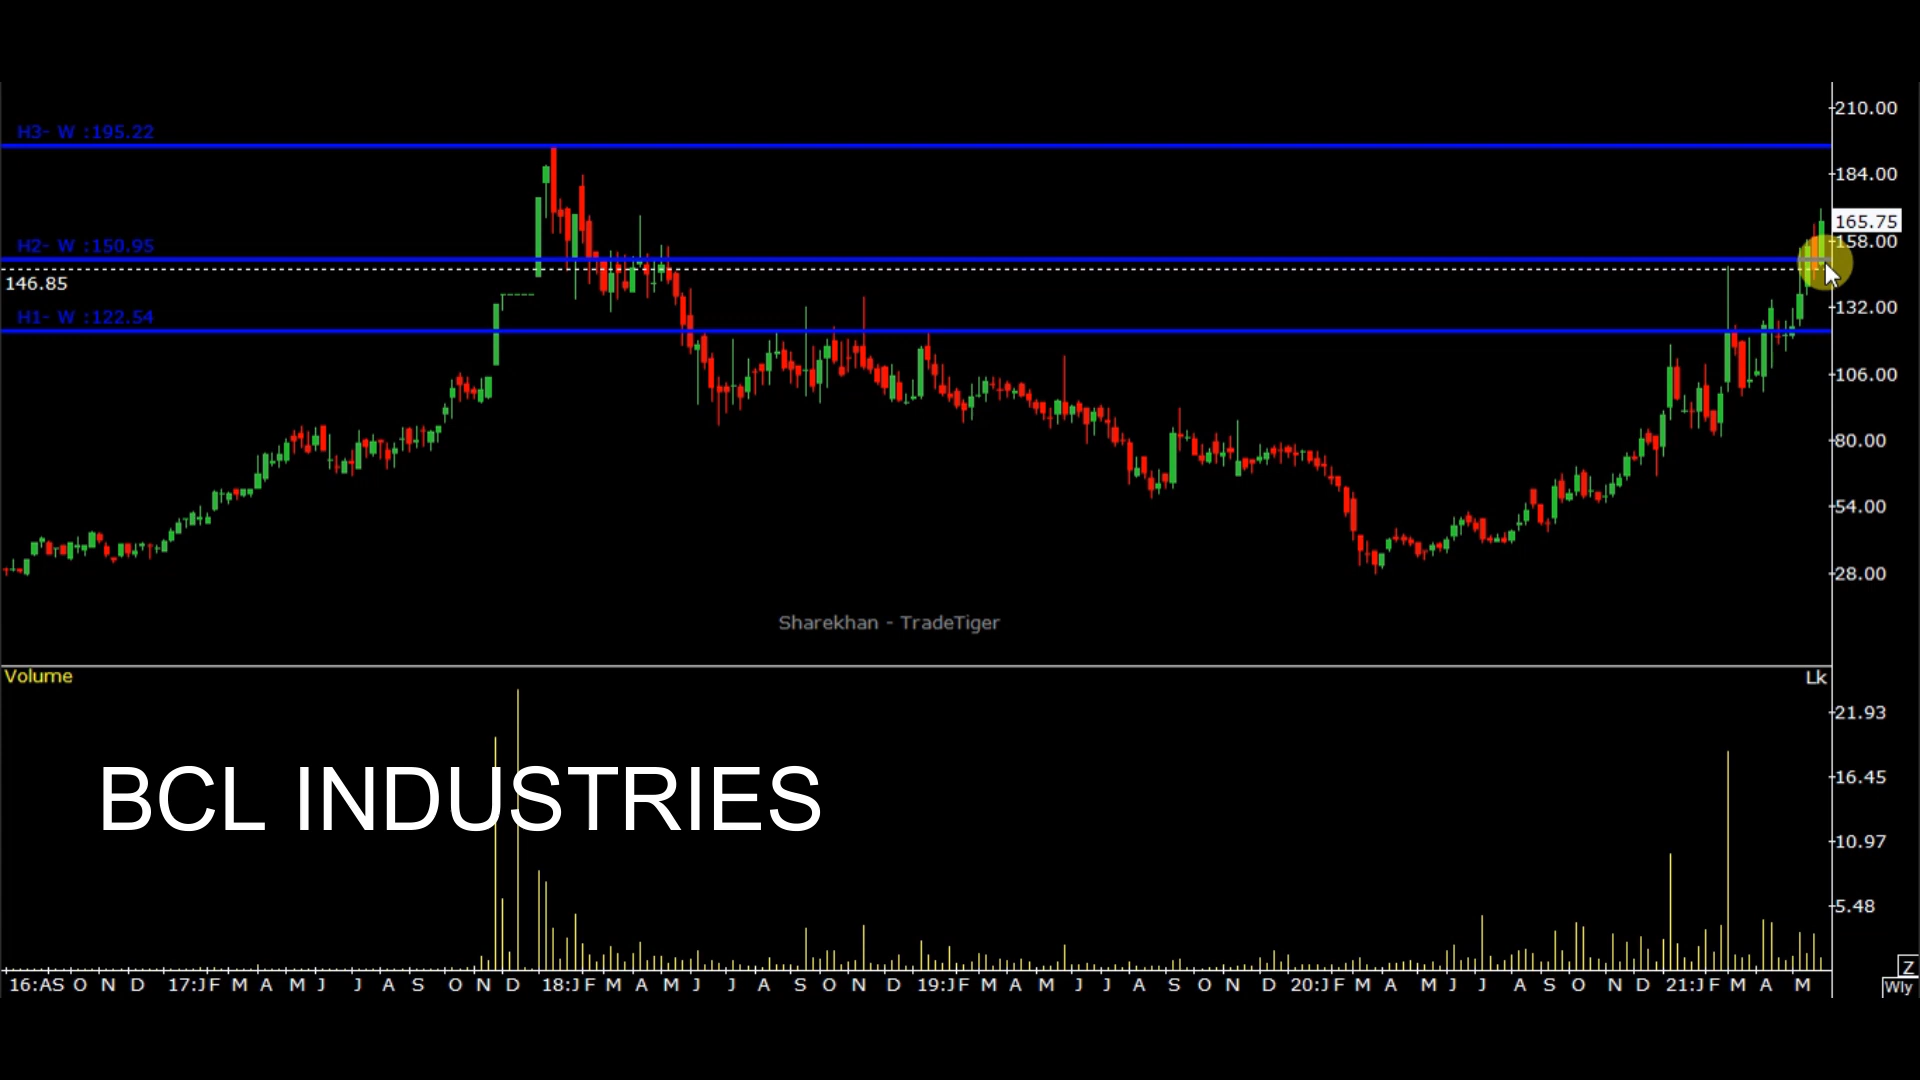 210.00
H3- W :195.22
184.00
165.75
H2- W :150.95
158.00
146.85
132.00
H1- W :122.54
106.00
80.00
54.00
28.00
Sharekhan - TradeTiger
Volume
Lk
21.93
16.45
BCL INDUSTRIES
10.97
5.48
Z
16:AS O N D 17:JF M A M J J A S O N D 18:JF M A M J J A S O N D 19:JF M A M J J A S O N D 20:JF M A M J J A S O N D 21:JF M A M
Wly